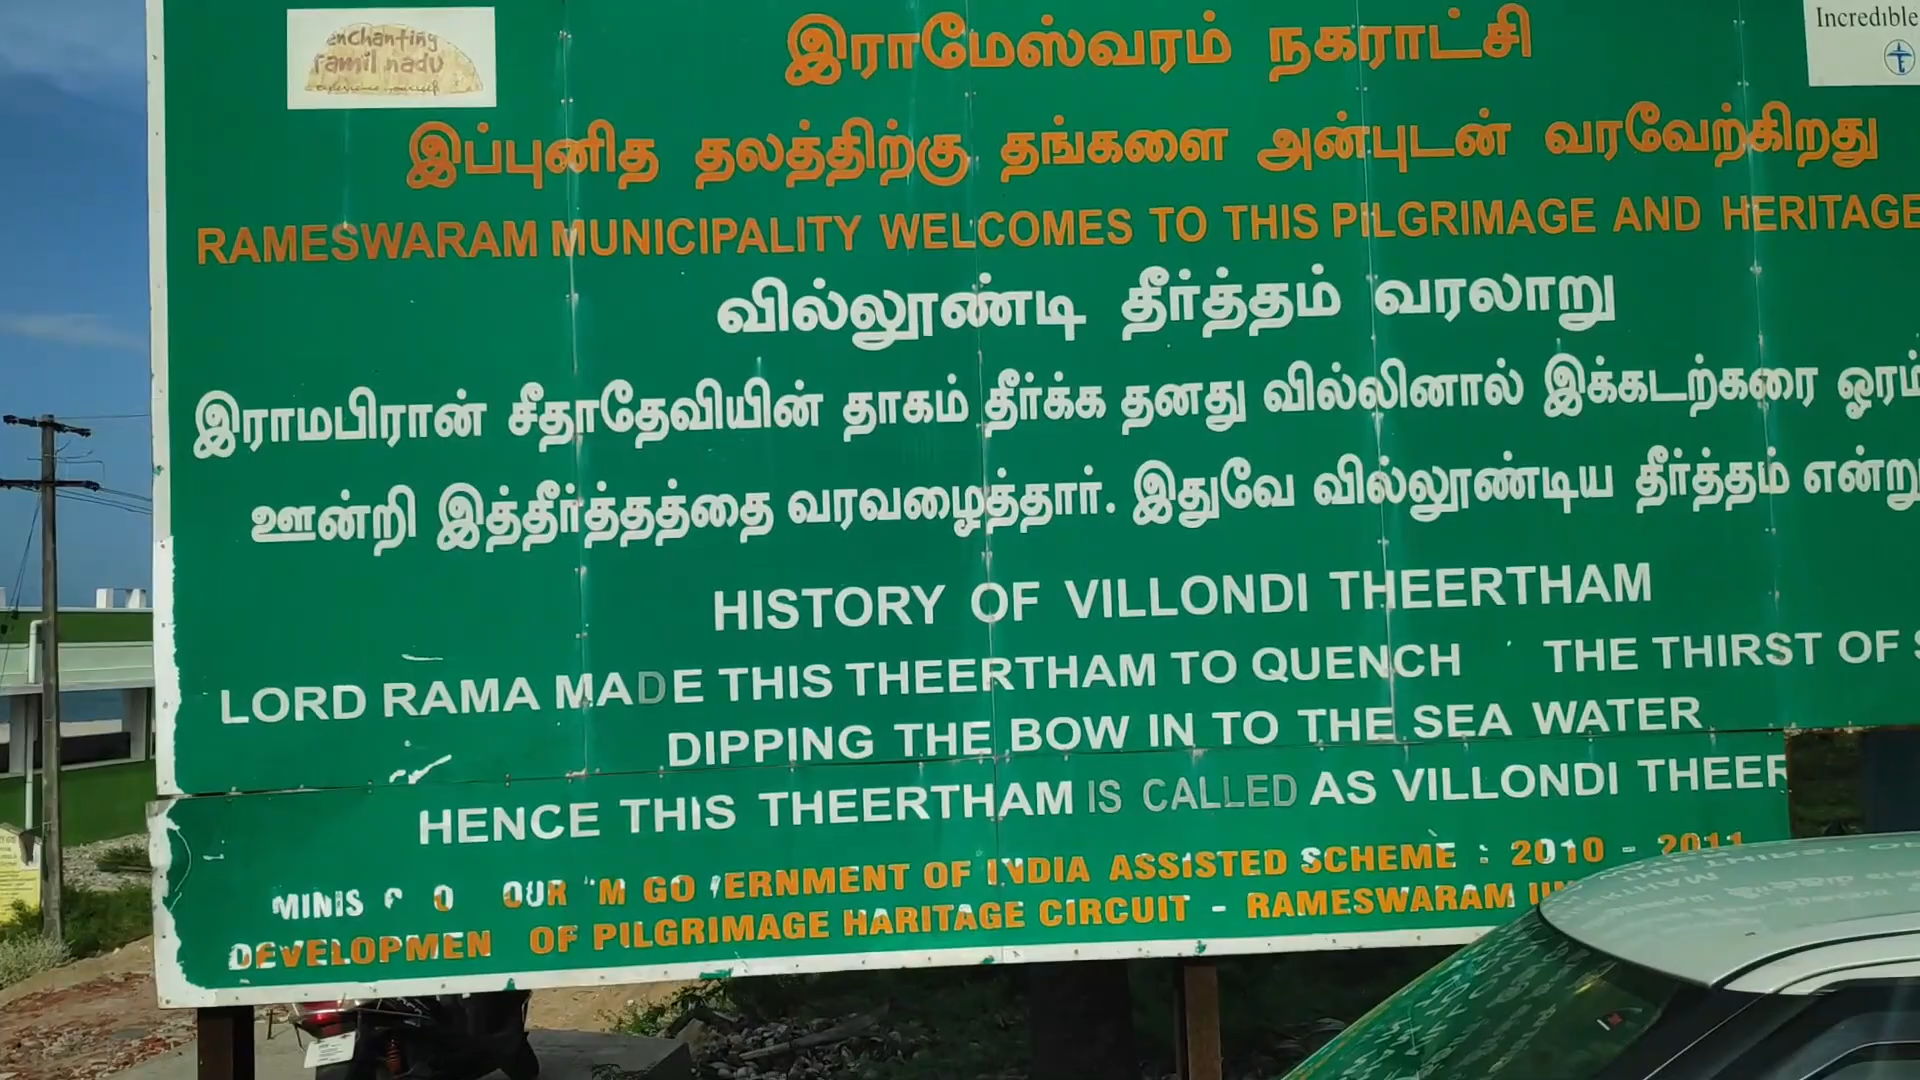 enchanting
tamil nadu
experience yourself
Incredible
இராமேஸ்வரம் நகராட்சி
இப்புனித தலத்திற்கு தங்களை அன்புடன் வரவேற்கிறது
RAMESWARAM MUNICIPALITY WELCOMES TO THIS PILGRIMAGE AND HERITAGE
வில்லூண்டி தீர்த்தம் வரலாறு
இராமபிரான் சீதாதேவியின் தாகம் தீர்க்க தனது வில்லினால் இக்கடற்கரை ஓரம்
ஊன்றி இத்தீர்த்தத்தை வரவழைத்தார். இதுவே வில்லூண்டிய தீர்த்தம் என்று
HISTORY OF VILLONDI THEERTHAM
LORD RAMA MADE THIS THEERTHAM TO QUENCH THE THIRST OF
DIPPING THE BOW IN TO THE SEA WATER
HENCE THIS THEERTHAM IS CALLED AS VILLONDI THEER
OF INDIA ASSISTED SCHEME : 2010 - 2011
DEVELOPMEN OF PILGRIMAGE HARITAGE CIRCUIT - RAMESWARAM